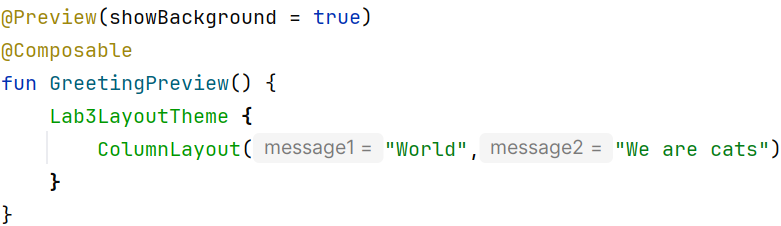 @Preview(showBackground = true)
@Composable
fun GreetingPreview() {
    Lab3LayoutTheme {
        ColumnLayout( message1 = "World", message2 = "We are cats")
    }
}